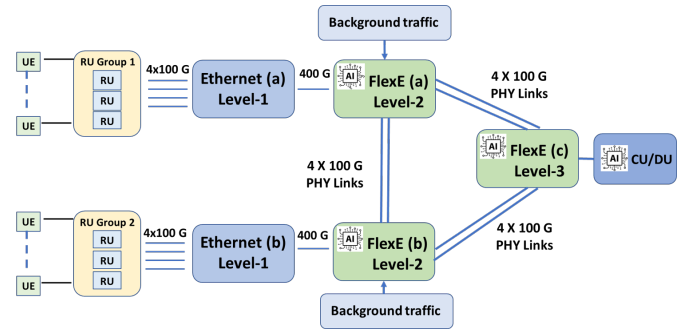 Background traffic
UE
RU Group 1
RU
RU
RU
UE
4x100 G
Ethernet (a)
Level-1
400 G
AI
FlexE (a)
Level-2
4 X 100 G
PHY Links
4 X 100 G
PHY Links
AI
FlexE (c)
Level-3
AI
CU/DU
UE
RU Group 2
RU
RU
RU
UE
4x100 G
Ethernet (b)
Level-1
400 G
AI
FlexE (b)
Level-2
4 X 100 G
PHY Links
Background traffic